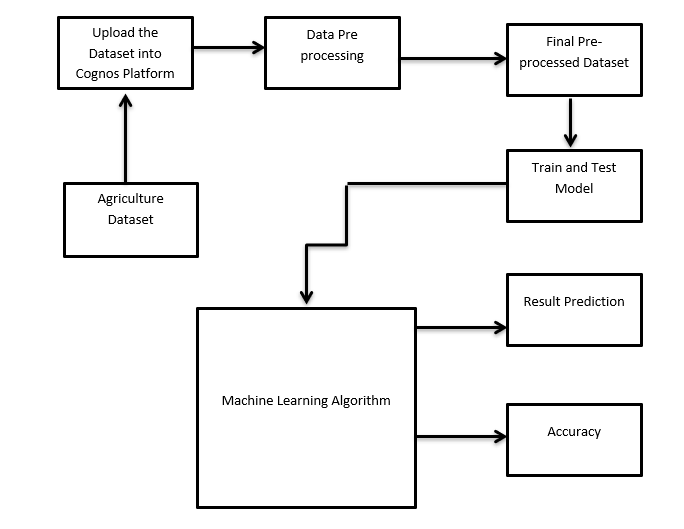 Upload the
Dataset into
Cognos Platform
Data Pre
processing
Final Pre-
processed Dataset
Agriculture
Dataset
Train and Test
Model
Result Prediction
Machine Learning Algorithm
Accuracy